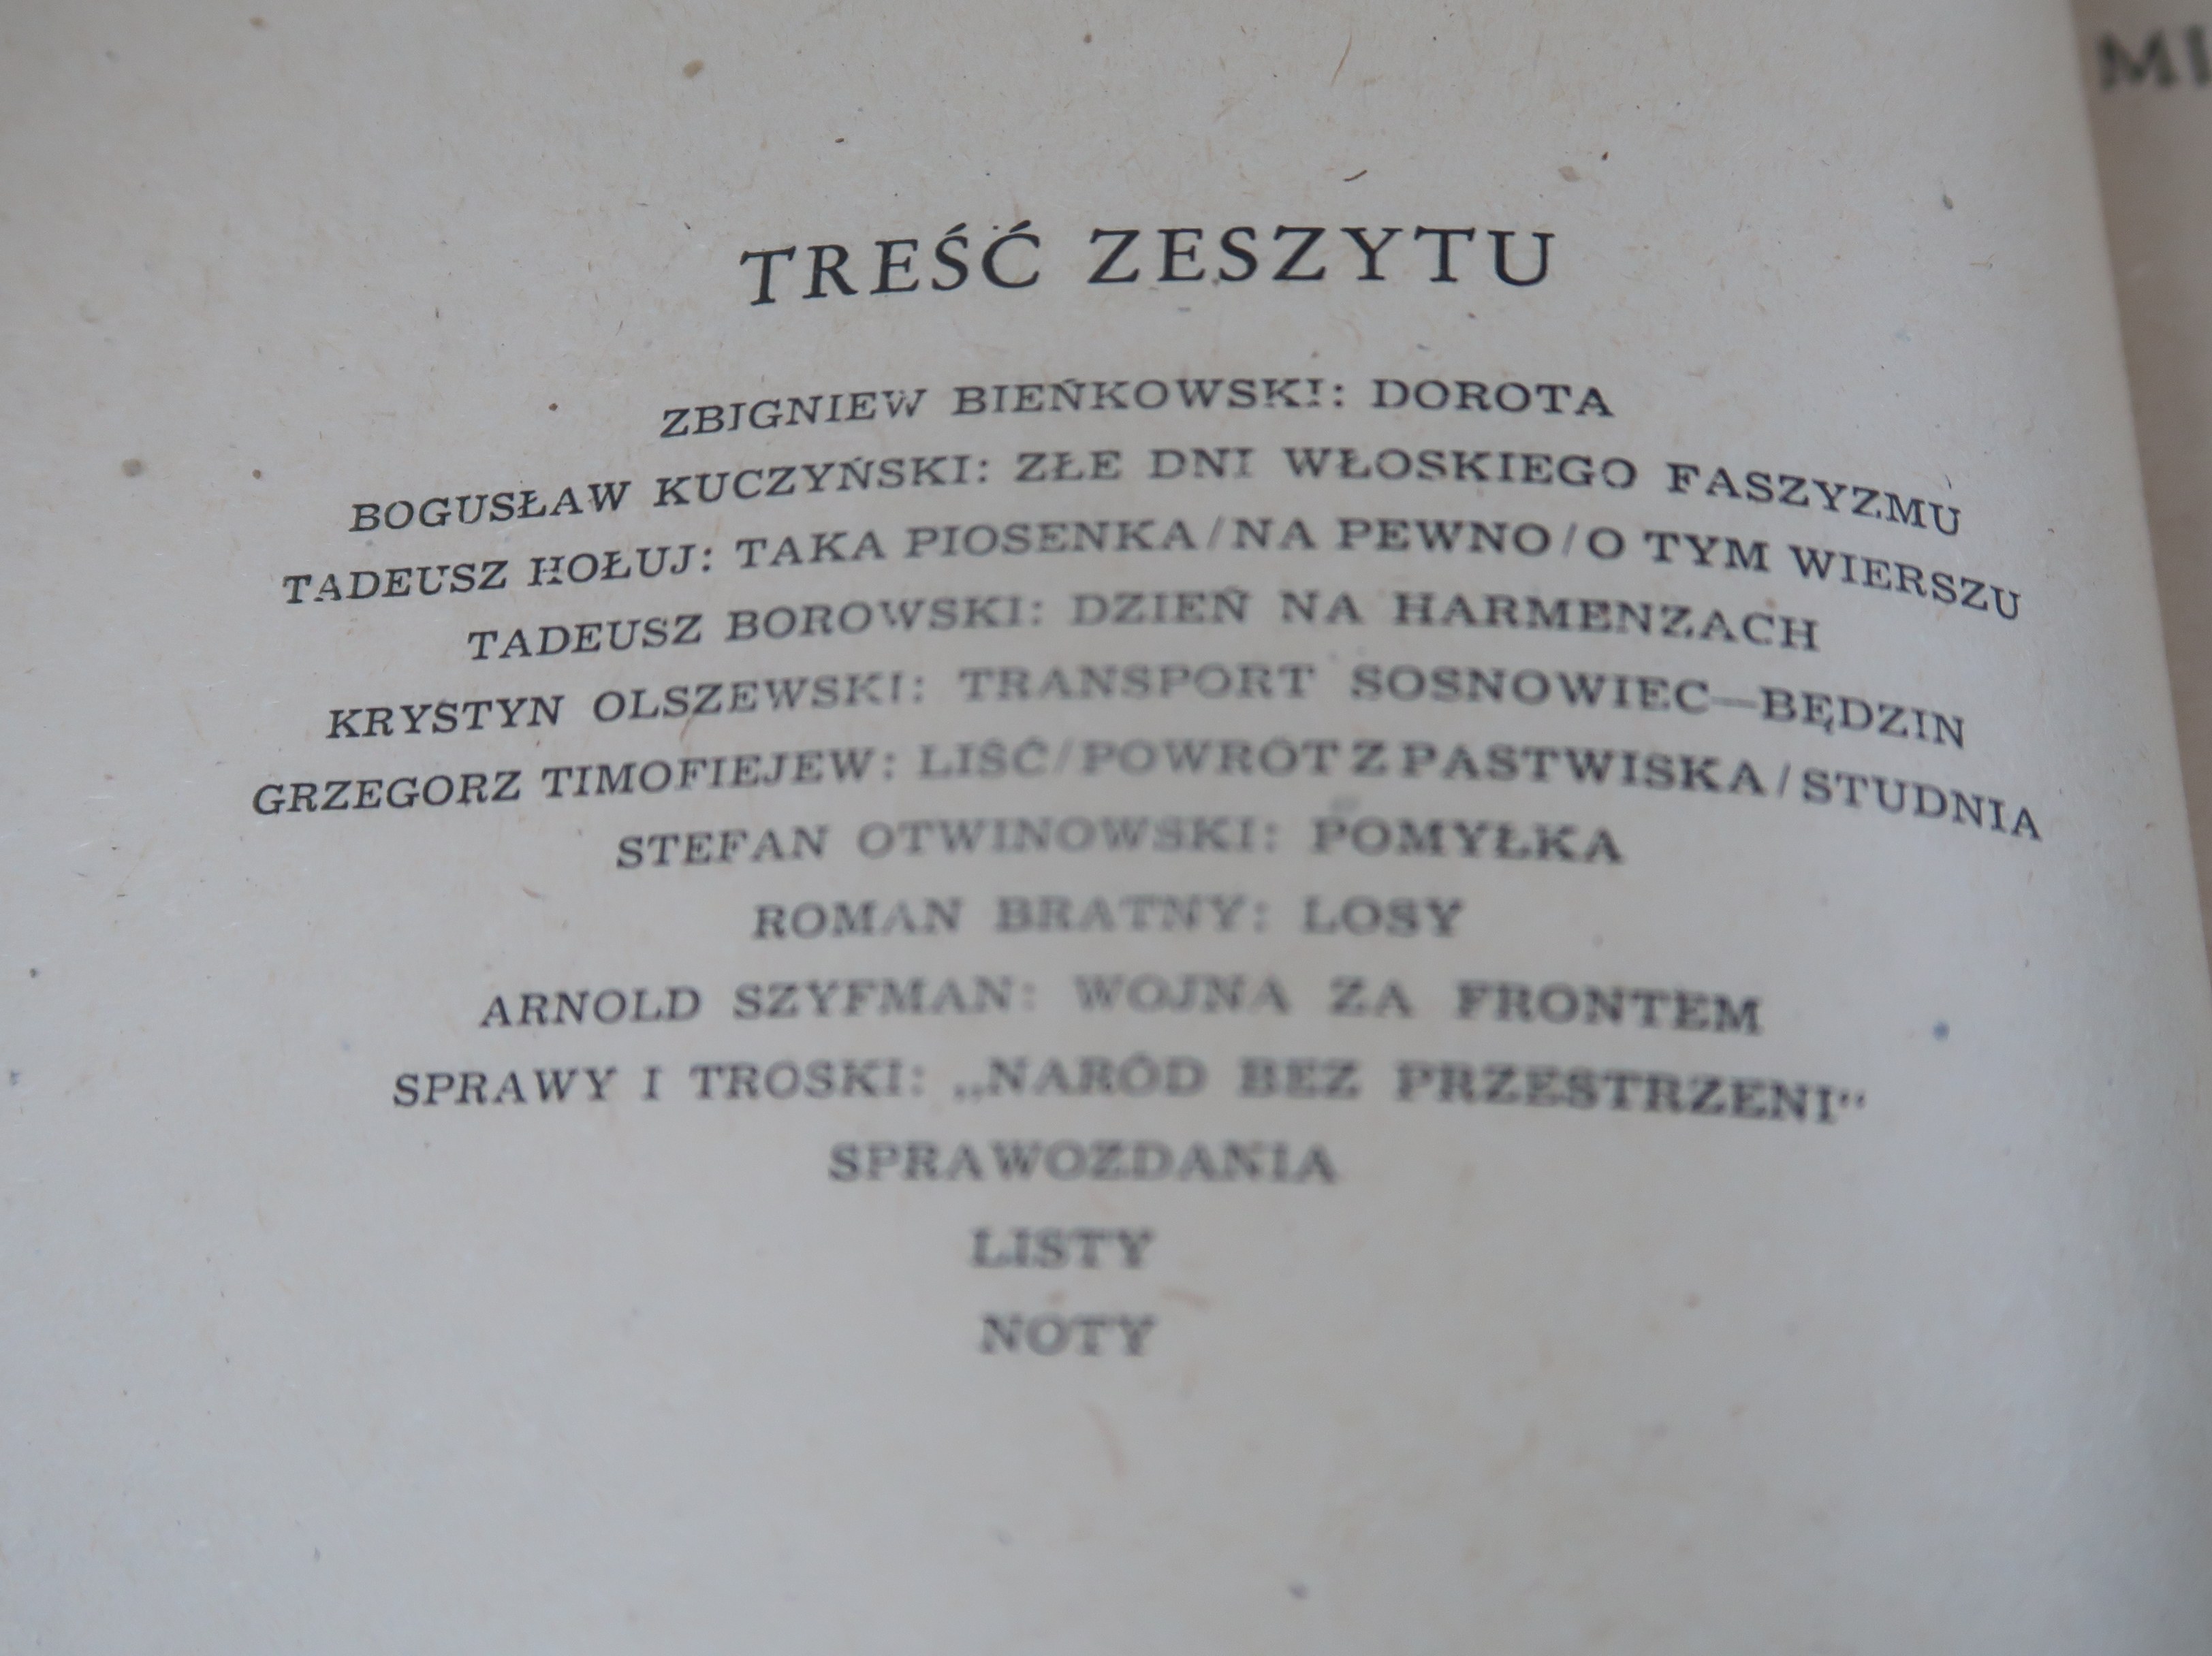 MI
TREŚĆ ZESZYTU
ZBIGNIEW BIEŃKOWSKI: DOROTA
BOGUSŁAW KUCZYŃSKI: ZŁE DNI WŁOSKIEGO FASZYZMU
TADEUSZ HOŁUJ: TAKA PIOSENKA/NA PEWNO/O TYM WIERSZU
TADEUSZ BOROWSKI: DZIEŃ NA HARMENZACH
KRYSTYN OLSZEWSKI: TRANSPORT SOSNOWIEC—BĘDZIN
GRZEGORZ TIMOFIEJEW: LIŚĆ/POWRÓT Z PASTWISKA/STUDNIA
STEFAN OTWINOWSKI: POMYŁKA
ROMAN BRATNY: LOSY
ARNOLD SZYFMAN: WOJNA ZA FRONTEM
SPRAWY I TROSKI: „NARÓD BEZ PRZESTRZENI“
SPRAWOZDANIA
LISTY
NOTY